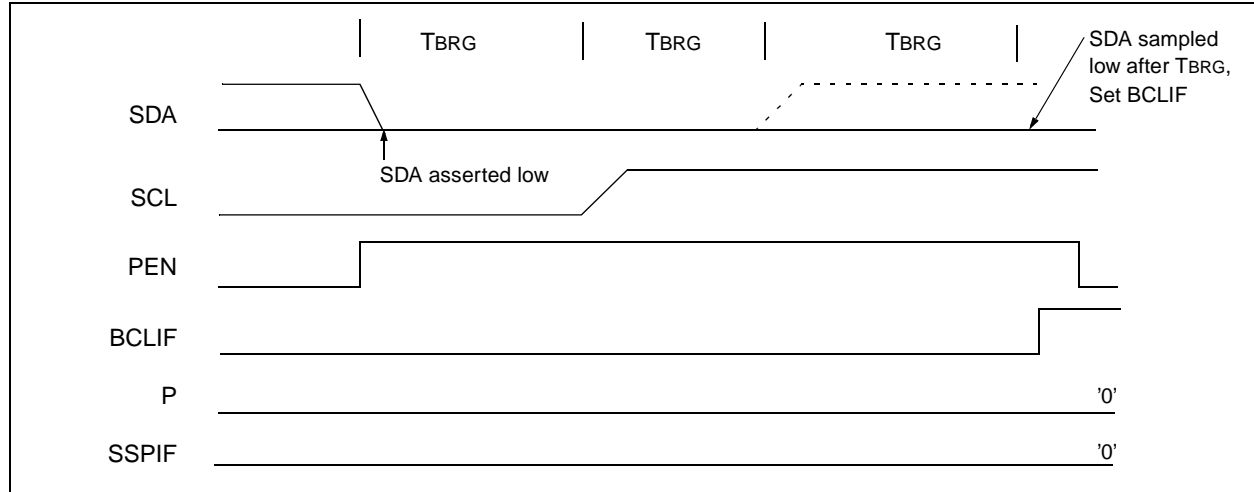 TBRG TBRG TBRG
SDA sampled
low after TBRG,
Set BCLIF
SDA
SDA asserted low
SCL
PEN
BCLIF
P '0'
SSPIF '0'